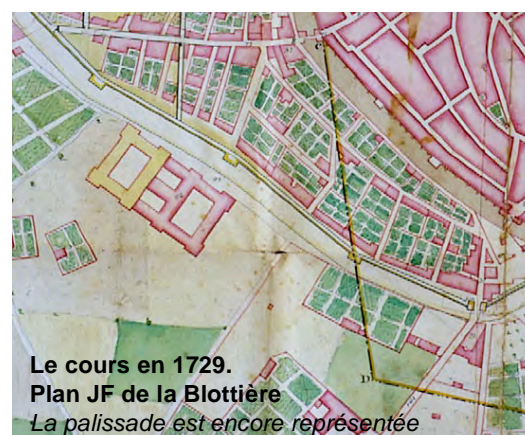 C
D
Le cours en 1729.
Plan JF de la Blottière
La palissade est encore représentée